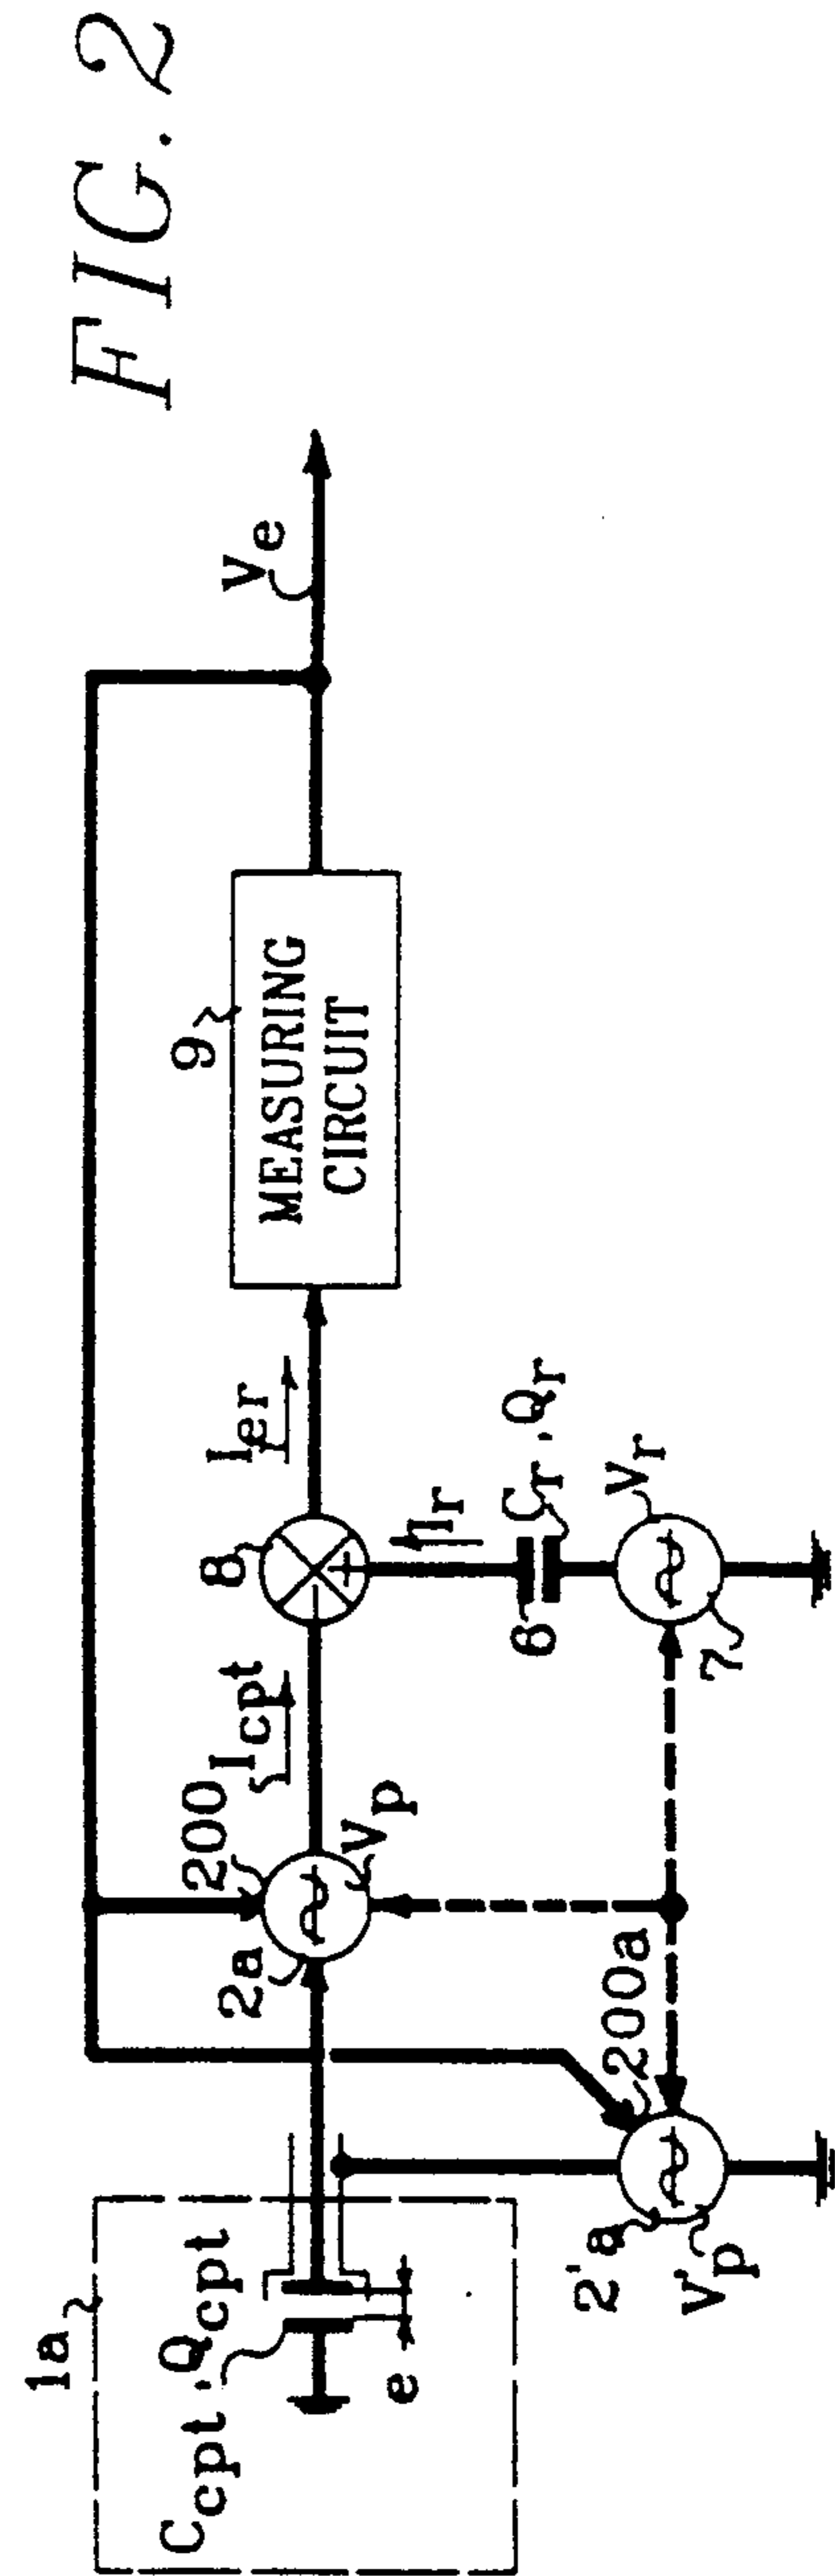 FIG. 2
1a
C_cpt, Q_cpt
e
2a
200
V_p
I_cpt
8
I_er
9
MEASURING
CIRCUIT
V_e
I_r
6
C_r, Q_r
V_r
7
200a
2'a
V'_p